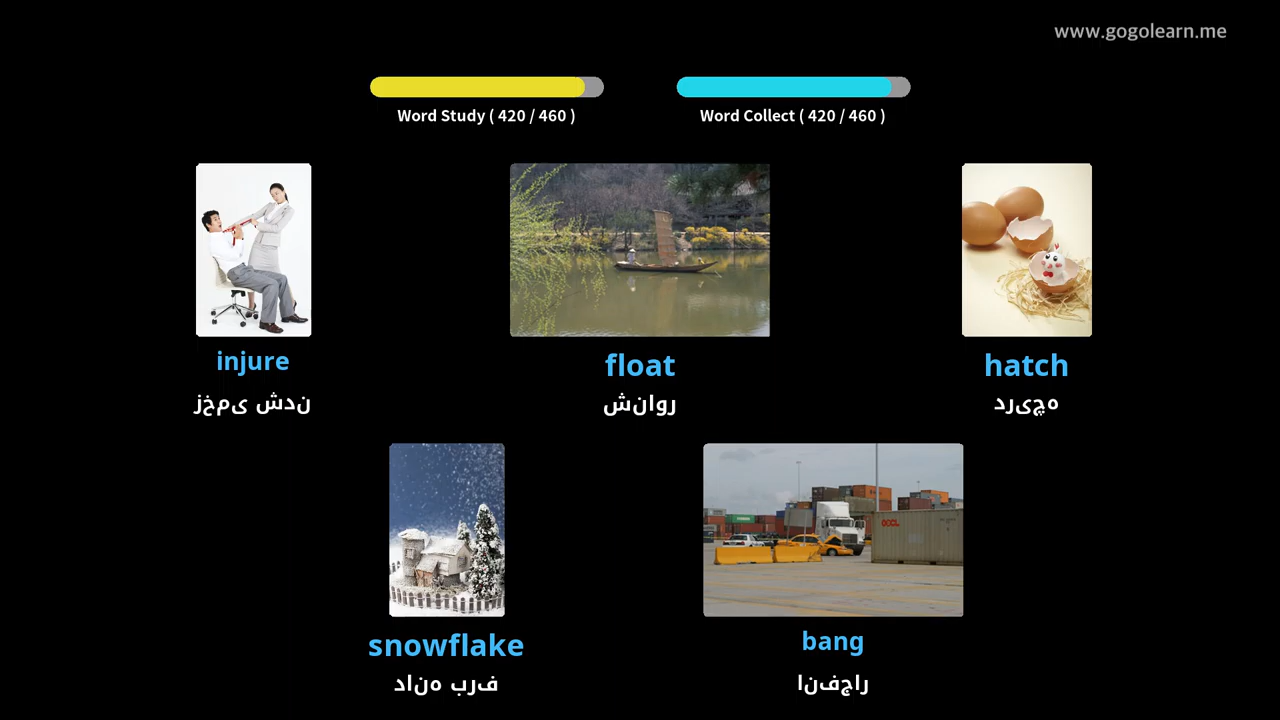 www.gogolearn.me
Word Study ( 420 / 460 )
Word Collect ( 420 / 460 )
injure
زخمی شدن
float
شناور
hatch
دریچه
snowflake
دانه برف
bang
انفجار